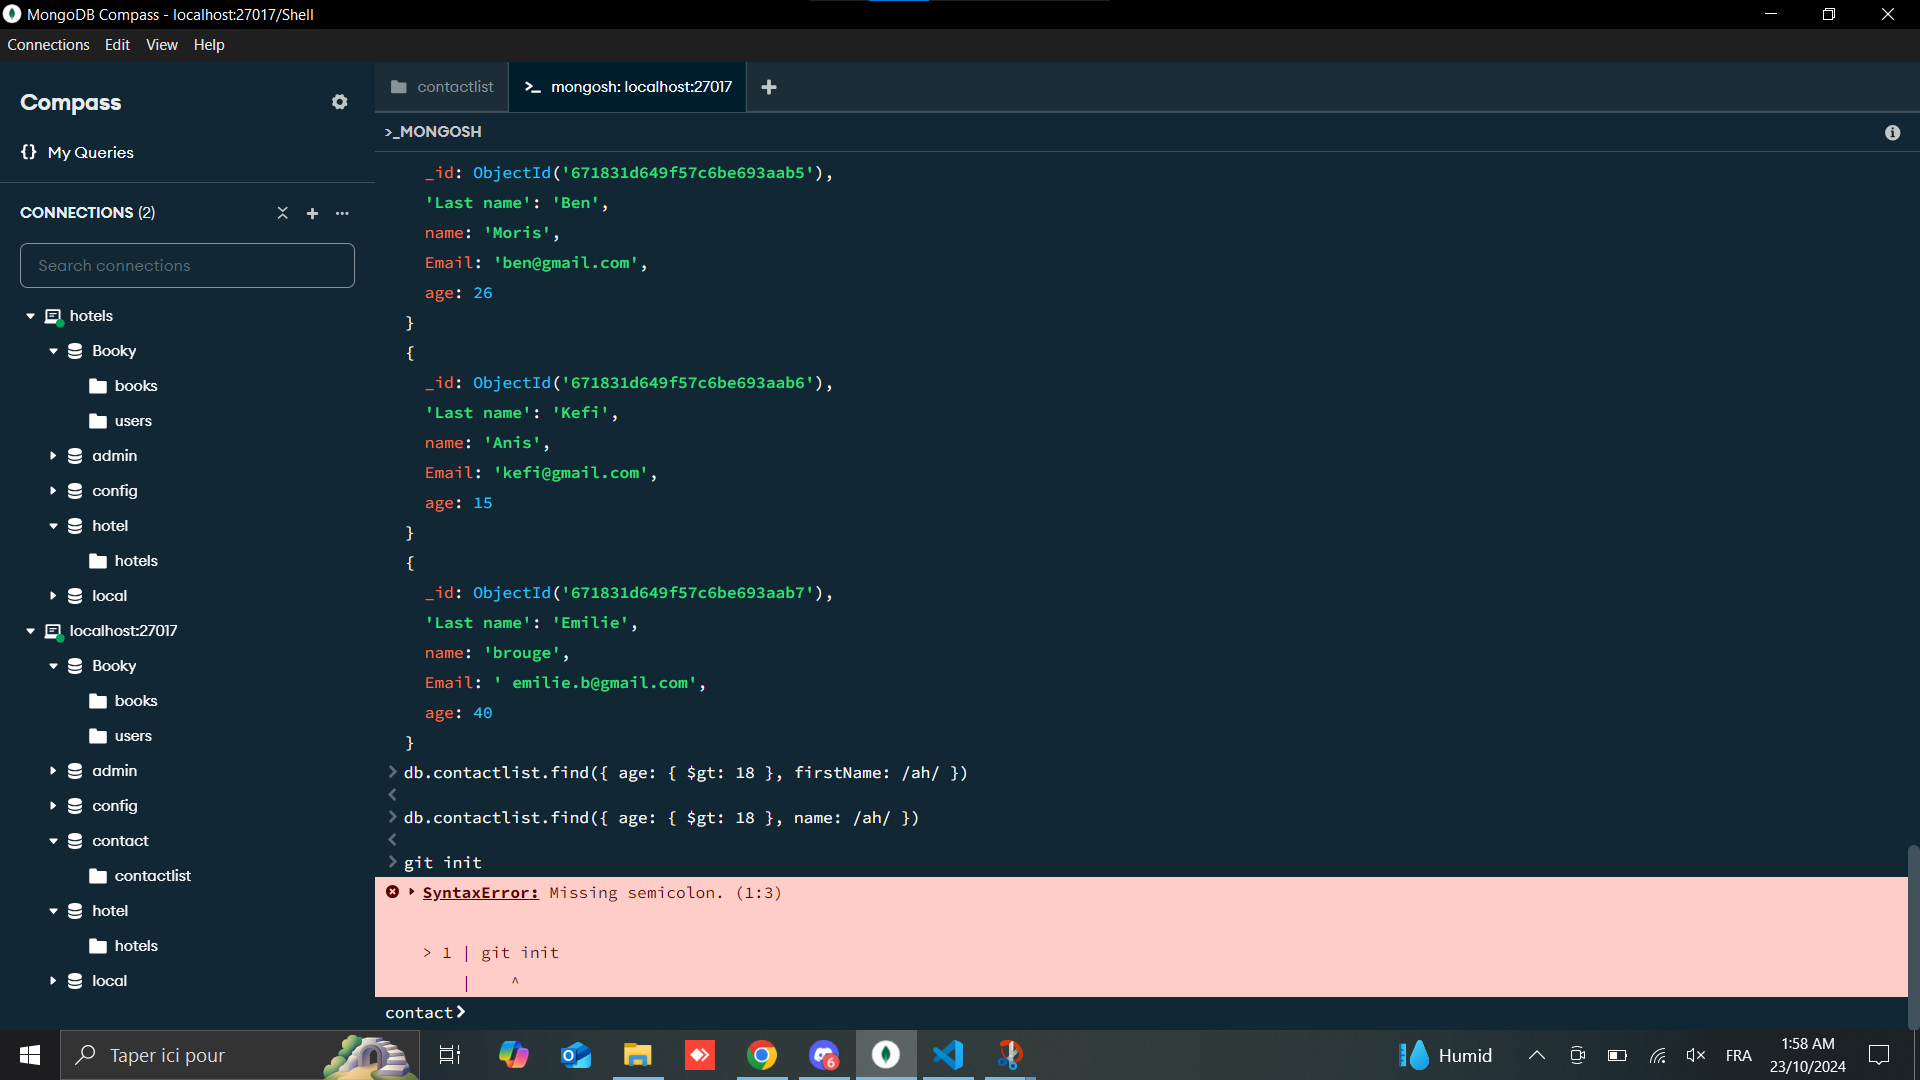 MongoDB Compass - localhost:27017/Shell
Connections Edit View Help
Compass
{} My Queries
CONNECTIONS (2)
Search connections
hotels
Booky
books
users
admin
config
hotel
hotels
local
localhost:27017
Booky
books
users
admin
config
contact
contactlist
hotel
hotels
local
contactlist
>_ mongosh: localhost:27017 +
>_MONGOSH
_id: ObjectId('671831d649f57c6be693aab5'),
'Last name': 'Ben',
name: 'Moris',
Email: 'ben@gmail.com',
age: 26
}
{
_id: ObjectId('671831d649f57c6be693aab6'),
'Last name': 'Kefi',
name: 'Anis',
Email: 'kefi@gmail.com',
age: 15
}
{
_id: ObjectId('671831d649f57c6be693aab7'),
'Last name': 'Emilie',
name: 'brouge',
Email: ' emilie.b@gmail.com',
age: 40
}
> db.contactlist.find({ age: { $gt: 18 }, firstName: /ah/ })
<
> db.contactlist.find({ age: { $gt: 18 }, name: /ah/ })
<
> git init
SyntaxError: Missing semicolon. (1:3)
> 1 | git init
| ^
contact>
Taper ici pour
6
Humid
FRA
1:58 AM
23/10/2024